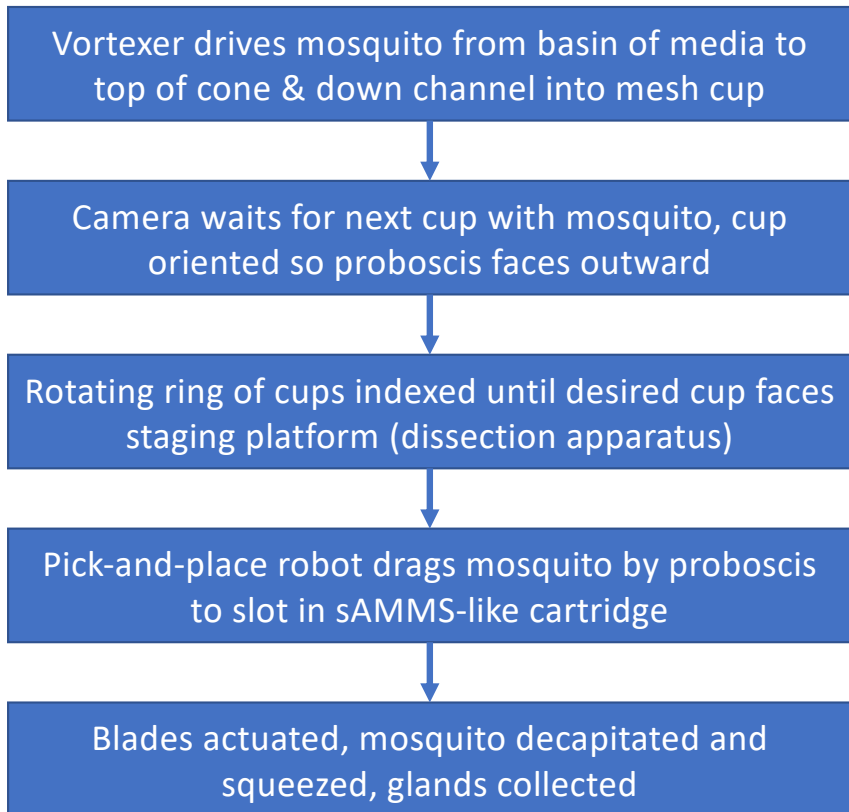 Vortexer drives mosquito from basin of media to
top of cone & down channel into mesh cup
Camera waits for next cup with mosquito, cup
oriented so proboscis faces outward
Rotating ring of cups indexed until desired cup faces
staging platform (dissection apparatus)
Pick-and-place robot drags mosquito by proboscis
to slot in sAMMS-like cartridge
Blades actuated, mosquito decapitated and
squeezed, glands collected